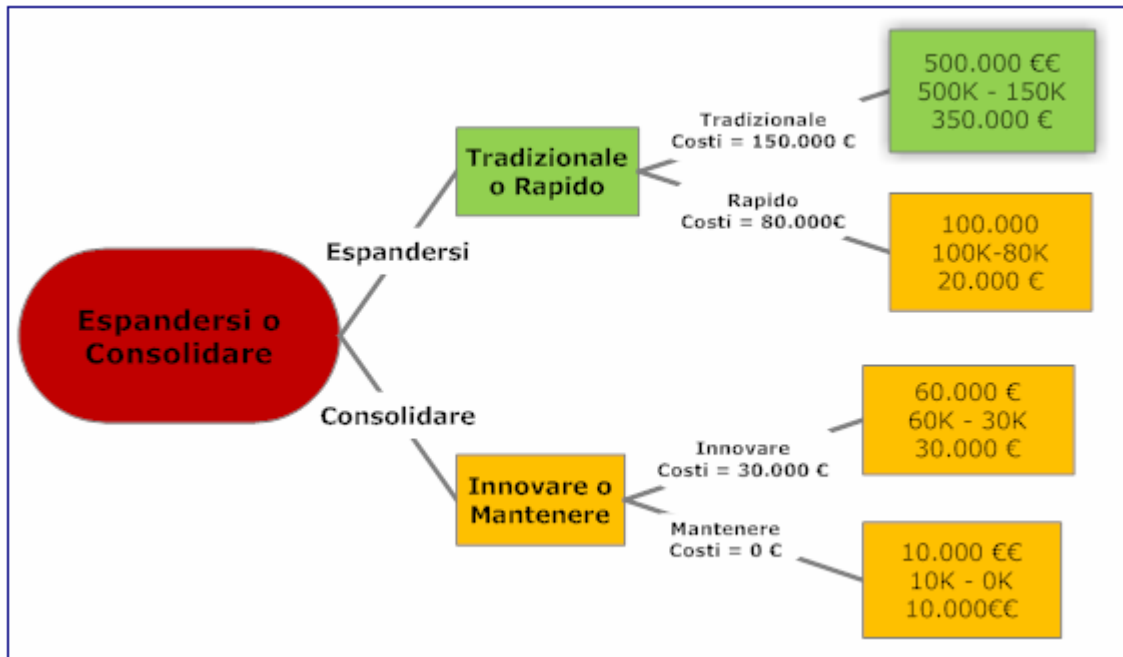 Espandersi o
Consolidare
Espandersi
Consolidare
Tradizionale
o Rapido
Tradizionale
Costi = 150.000 €
500.000 €€
500K - 150K
350.000 €
Rapido
Costi = 80.000€
100.000
100K-80K
20.000 €
Innovare o
Mantenere
Innovare
Costi = 30.000 €
60.000 €
60K - 30K
30.000 €
Mantenere
Costi = 0 €
10.000 €€
10K - 0K
10.000€€